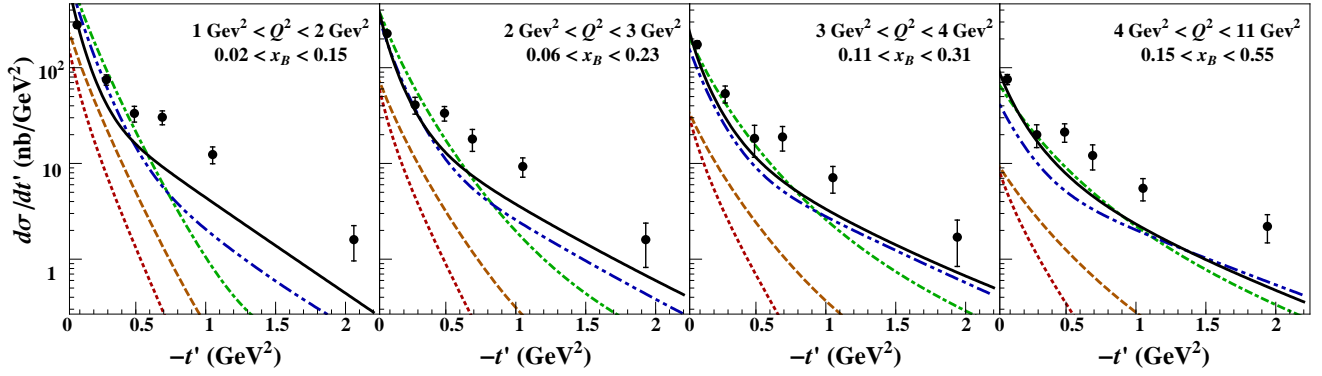 1 Gev² < Q² < 2 Gev²
0.02 < x_B < 0.15
2 Gev² < Q² < 3 Gev²
0.06 < x_B < 0.23
3 Gev² < Q² < 4 Gev²
0.11 < x_B < 0.31
4 Gev² < Q² < 11 Gev²
0.15 < x_B < 0.55
dσ/dt' (nb/GeV²)
10²
10
1
0 0.5 1 1.5 2
0 0.5 1 1.5 2
0 0.5 1 1.5 2
0 0.5 1 1.5 2
−t' (GeV²)
−t' (GeV²)
−t' (GeV²)
−t' (GeV²)